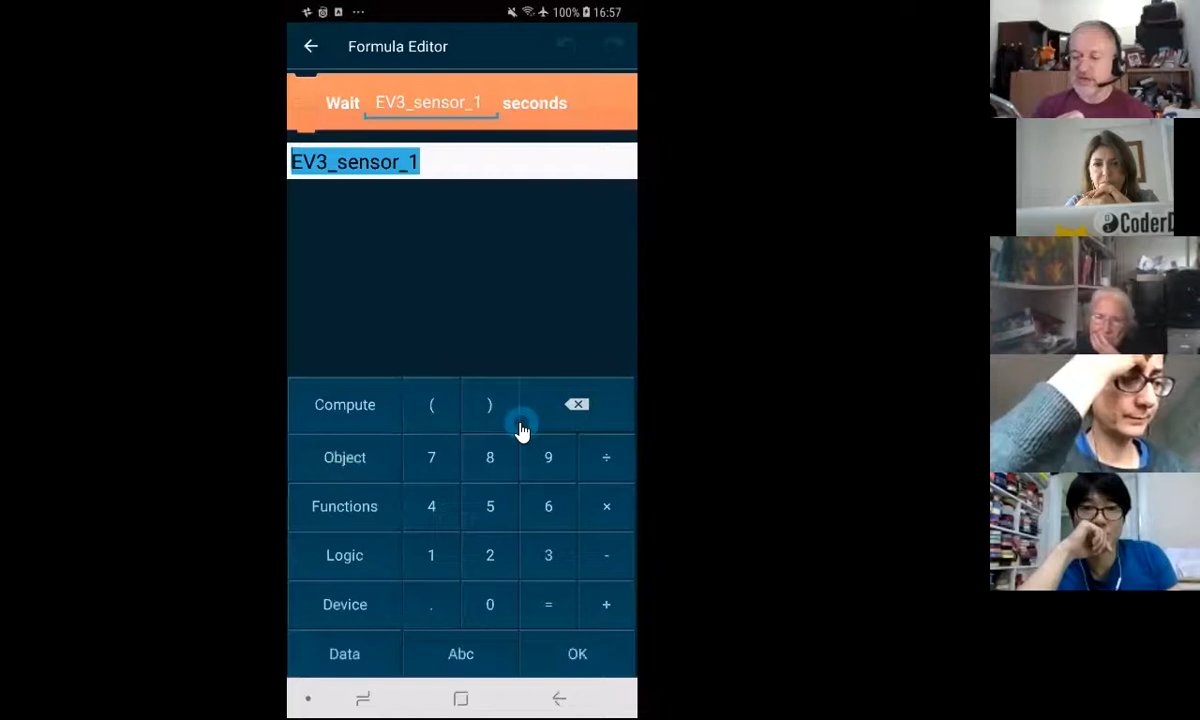 100% 16:57
Formula Editor
Wait EV3_sensor_1 seconds
EV3_sensor_1
Compute ( )
Object 7 8 9 ÷
Functions 4 5 6 ×
Logic 1 2 3 -
Device . 0 = +
Data Abc OK
CoderD